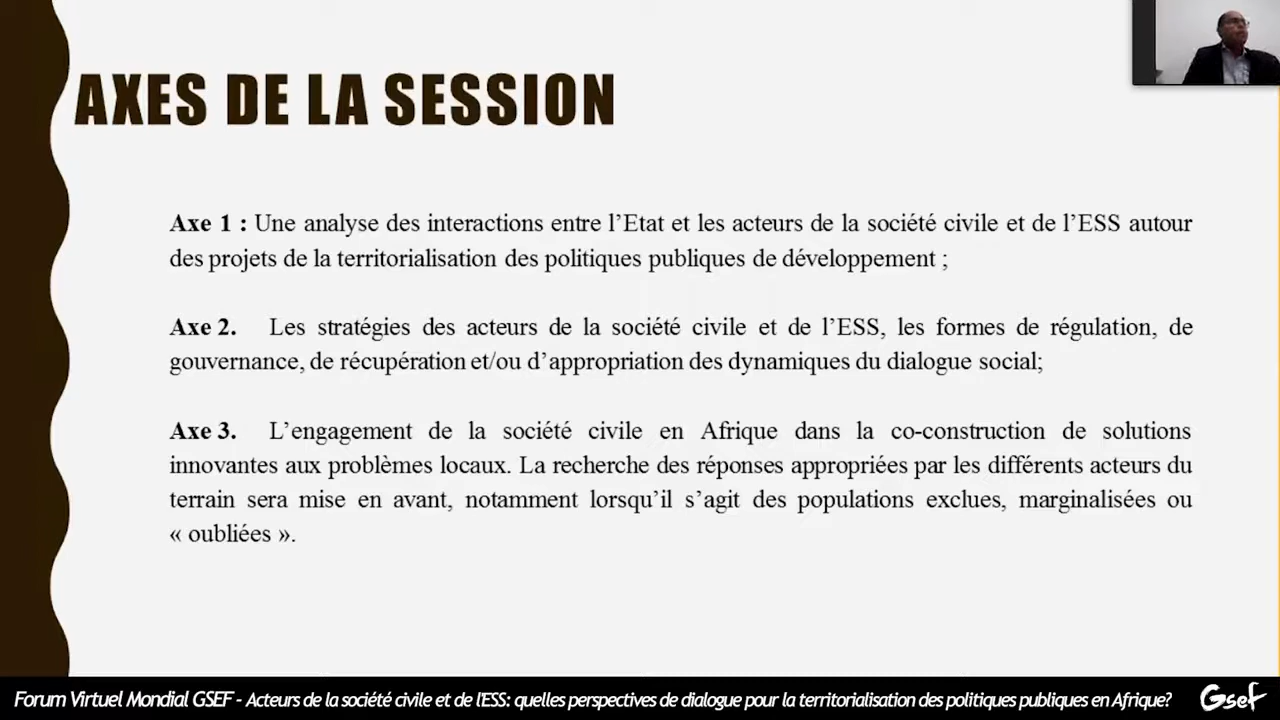 AXES DE LA SESSION
Axe 1 : Une analyse des interactions entre l’Etat et les acteurs de la société civile et de l’ESS autour
des projets de la territorialisation des politiques publiques de développement ;
Axe 2. Les stratégies des acteurs de la société civile et de l’ESS, les formes de régulation, de
gouvernance, de récupération et/ou d’appropriation des dynamiques du dialogue social;
Axe 3. L’engagement de la société civile en Afrique dans la co-construction de solutions
innovantes aux problèmes locaux. La recherche des réponses appropriées par les différents acteurs du
terrain sera mise en avant, notamment lorsqu’il s’agit des populations exclues, marginalisées ou
« oubliées ».
Forum Virtuel Mondial GSEF - Acteurs de la société civile et de l'ESS: quelles perspectives de dialogue pour la territorialisation des politiques publiques en Afrique?
Gsef